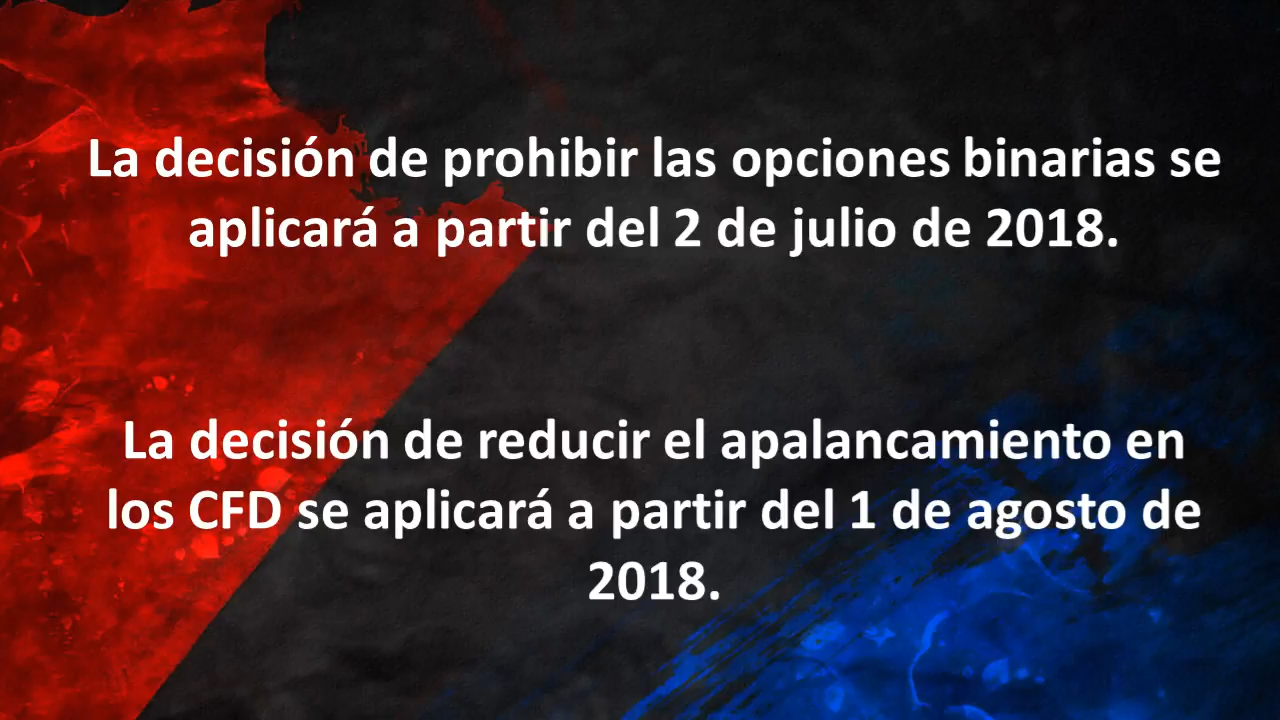 La decisión de prohibir las opciones binarias se
aplicará a partir del 2 de julio de 2018.
La decisión de reducir el apalancamiento en
los CFD se aplicará a partir del 1 de agosto de
2018.